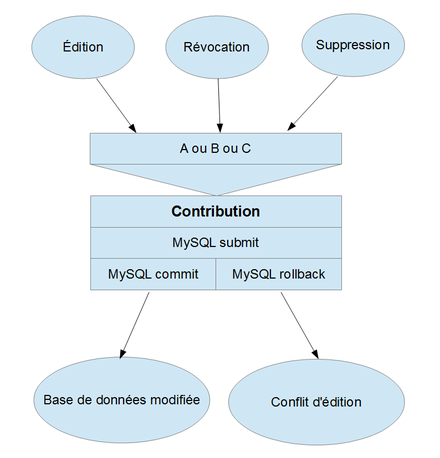 Édition
Révocation
Suppression
A ou B ou C
Contribution
MySQL submit
MySQL commit
MySQL rollback
Base de données modifiée
Conflit d'édition